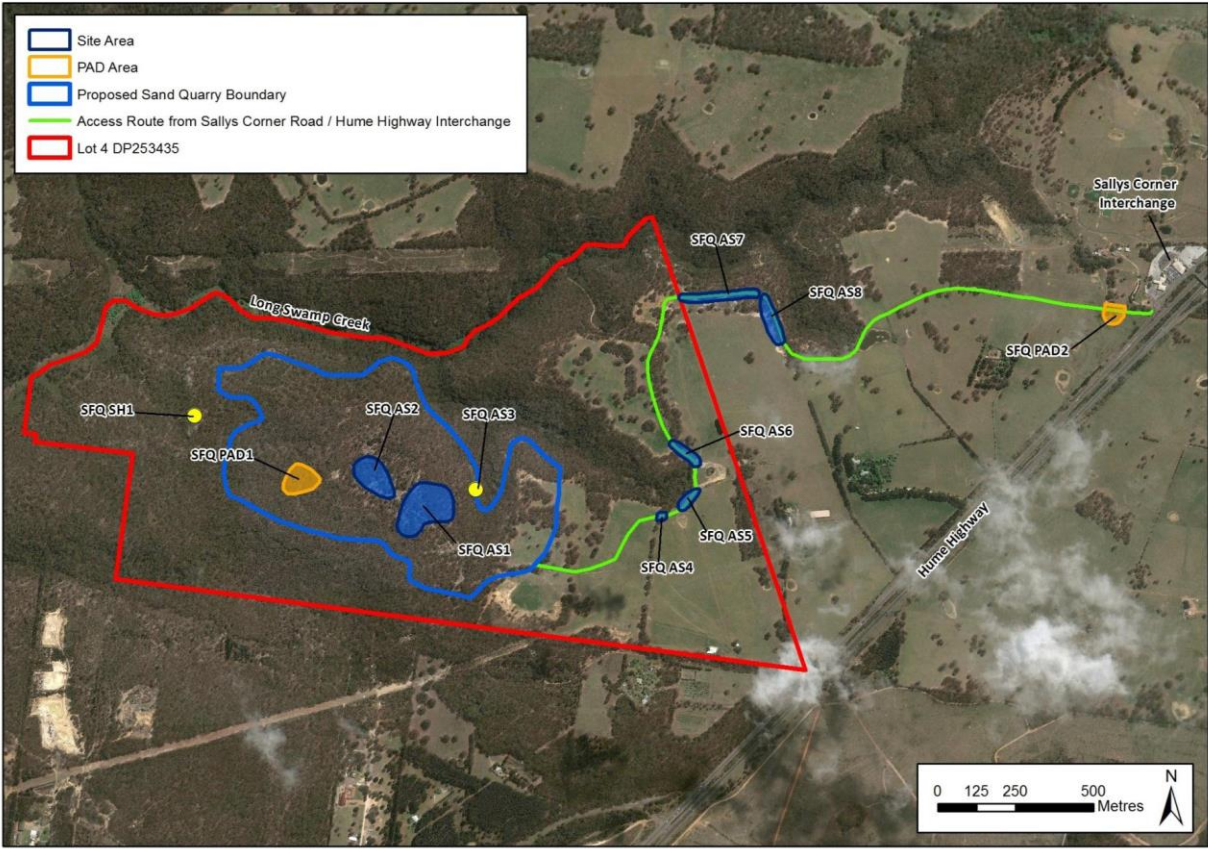 Site Area
PAD Area
Proposed Sand Quarry Boundary
Access Route from Sallys Corner Road / Hume Highway Interchange
Lot 4 DP253435
Sallys Corner
Interchange
SFQ AS7
SFQ AS8
Long Swamp Creek
SFQ PAD2
SFQ SH1
SFQ AS2
SFQ AS3
SFQ AS6
SFQ PAD1
SFQ AS1
SFQ AS5
SFQ AS4
Hume Highway
N
0 125 250 500
Metres